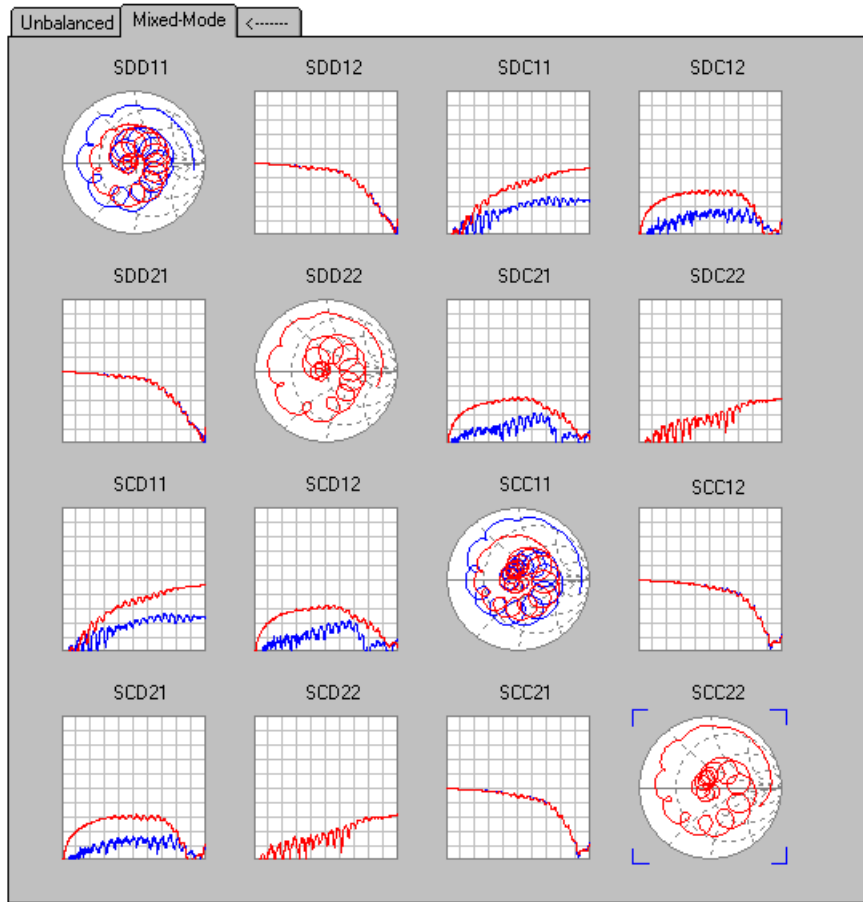 Unbalanced Mixed-Mode <-------
SDD11 SDD12 SDC11 SDC12
SDD21 SDD22 SDC21 SDC22
SCD11 SCD12 SCC11 SCC12
SCD21 SCD22 SCC21 SCC22